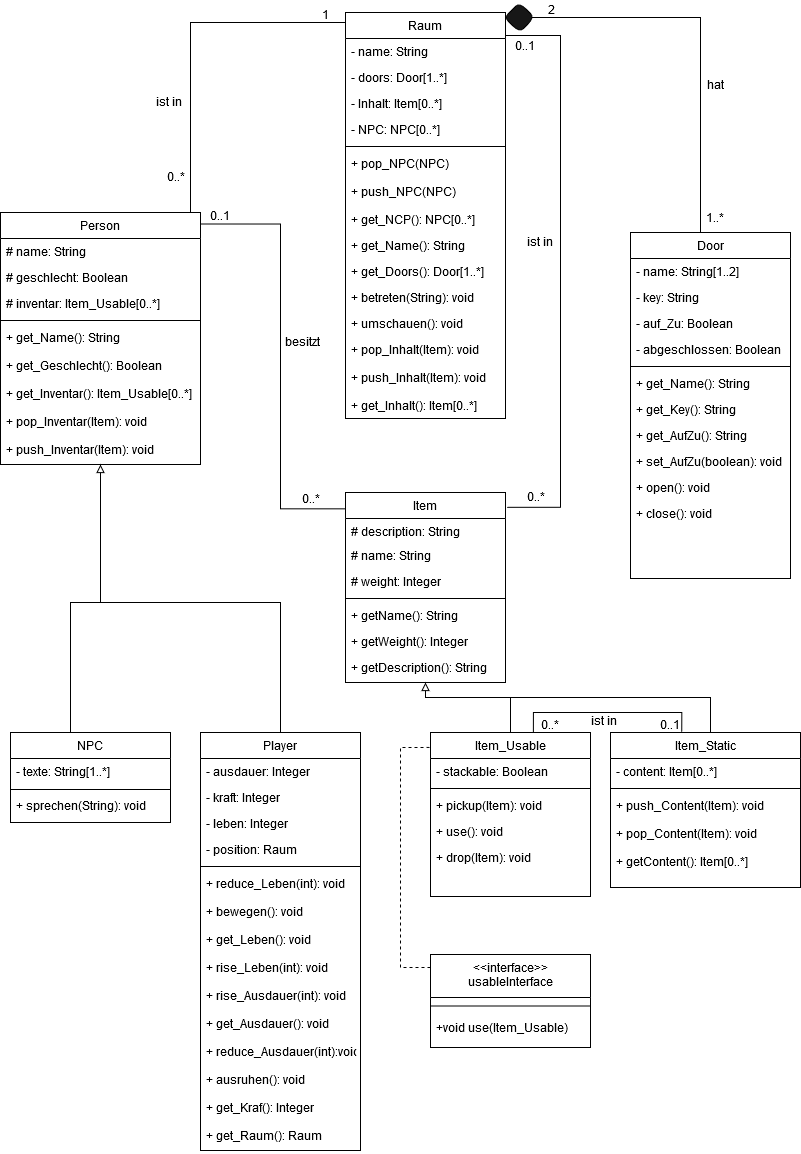 Raum
- name: String
- doors: Door[1..*]
- Inhalt: Item[0..*]
- NPC: NPC[0..*]
+ pop_NPC(NPC)
+ push_NPC(NPC)
+ get_NCP(): NPC[0..*]
+ get_Name(): String
+ get_Doors(): Door[1..*]
+ betreten(String): void
+ umschauen(): void
+ pop_Inhalt(Item): void
+ push_Inhalt(Item): void
+ get_Inhalt(): Item[0..*]
1
ist in
0..*
2
hat
1..*
0..1
ist in
0..*
Person
# name: String
# geschlecht: Boolean
# inventar: Item_Usable[0..*]
+ get_Name(): String
+ get_Geschlecht(): Boolean
+ get_Inventar(): Item_Usable[0..*]
+ pop_Inventar(Item): void
+ push_Inventar(Item): void
0..1
besitzt
0..*
Door
- name: String[1..2]
- key: String
- auf_Zu: Boolean
- abgeschlossen: Boolean
+ get_Name(): String
+ get_Key(): String
+ get_AufZu(): String
+ set_AufZu(boolean): void
+ open(): void
+ close(): void
Item
# description: String
# name: String
# weight: Integer
+ getName(): String
+ getWeight(): Integer
+ getDescription(): String
NPC
- texte: String[1..*]
+ sprechen(String): void
Player
- ausdauer: Integer
- kraft: Integer
- leben: Integer
- position: Raum
+ reduce_Leben(int): void
+ bewegen(): void
+ get_Leben(): void
+ rise_Leben(int): void
+ rise_Ausdauer(int): void
+ get_Ausdauer(): void
+ reduce_Ausdauer(int):void
+ ausruhen(): void
+ get_Kraf(): Integer
+ get_Raum(): Raum
0..*
ist in
0..1
Item_Usable
- stackable: Boolean
+ pickup(Item): void
+ use(): void
+ drop(Item): void
Item_Static
- content: Item[0..*]
+ push_Content(Item): void
+ pop_Content(Item): void
+ getContent(): Item[0..*]
<<interface>>
usableInterface
+void use(Item_Usable)